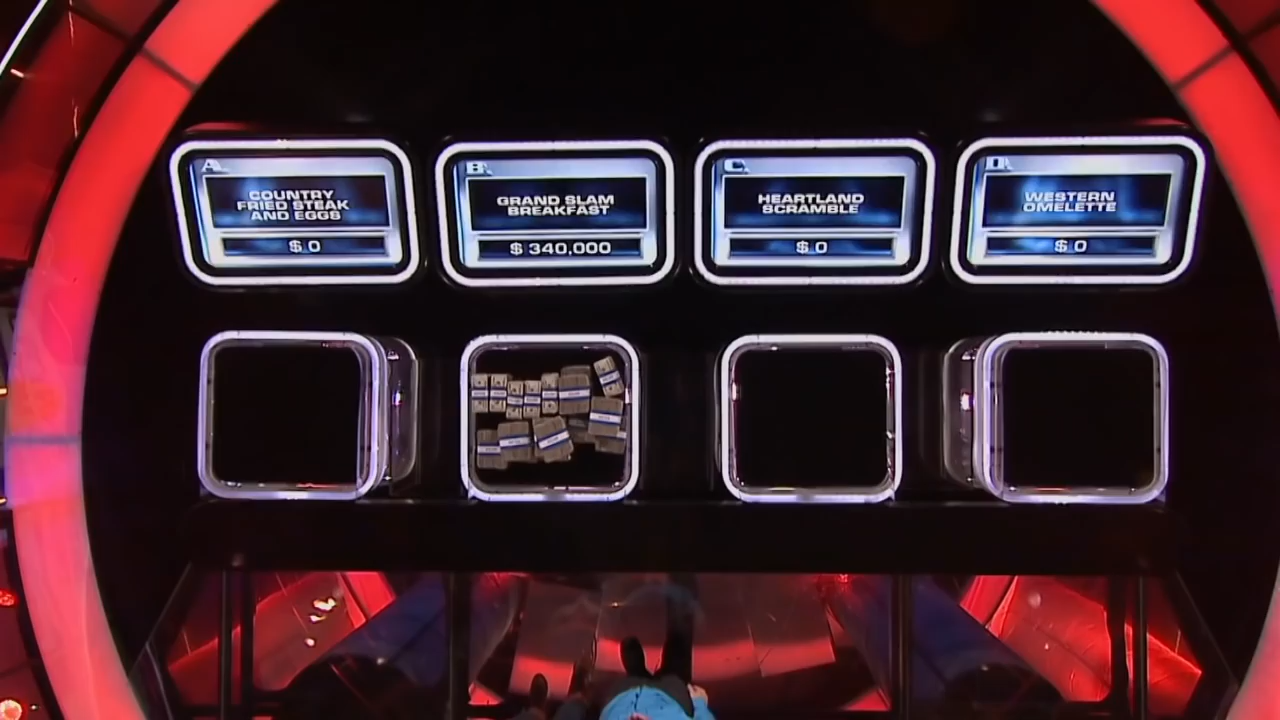 A.
COUNTRY
FRIED STEAK
AND EGGS
$ 0
B.
GRAND SLAM
BREAKFAST
$ 340,000
C.
HEARTLAND
SCRAMBLE
$ 0
D.
WESTERN
OMELETTE
$ 0